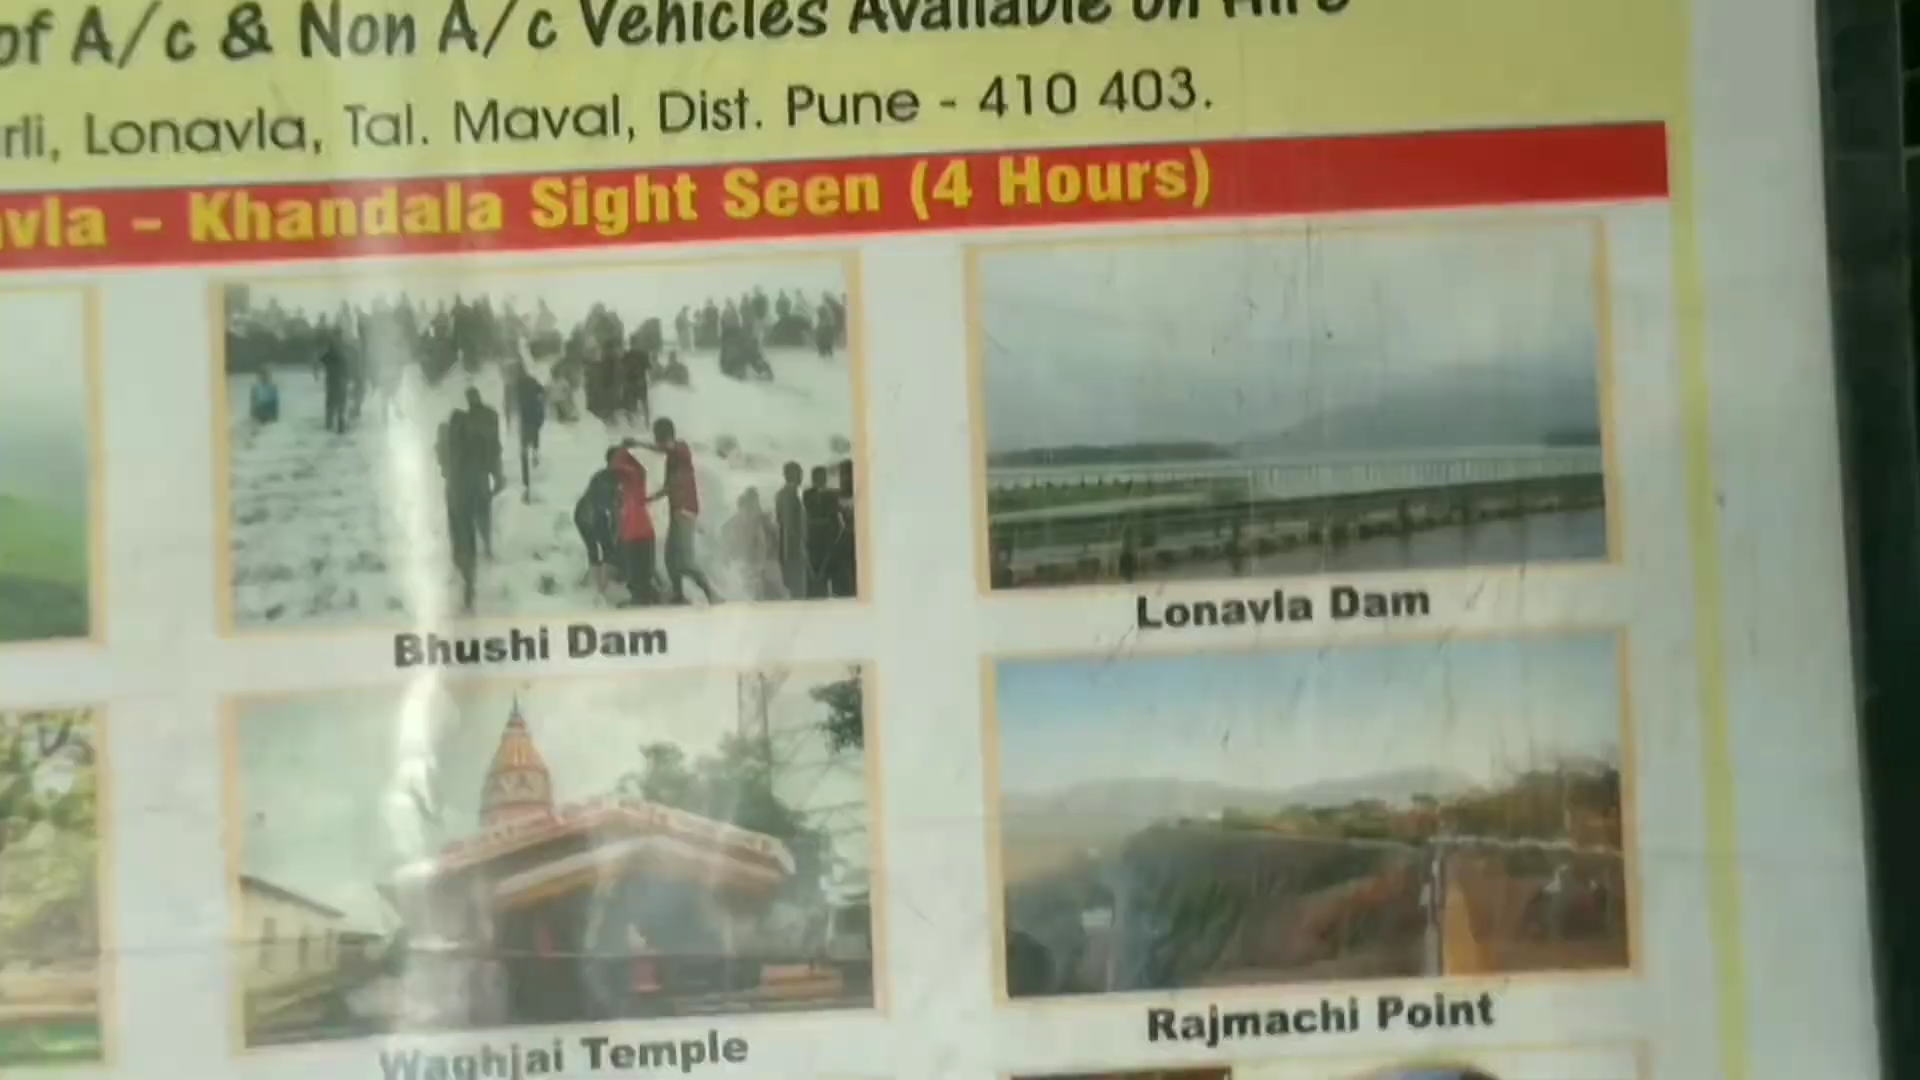 of A/c & Non A/c Vehicles Available on Hire
rli, Lonavla, Tal. Maval, Dist. Pune - 410 403.
avla - Khandala Sight Seen (4 Hours)
Bhushi Dam
Lonavla Dam
Waghjai Temple
Rajmachi Point